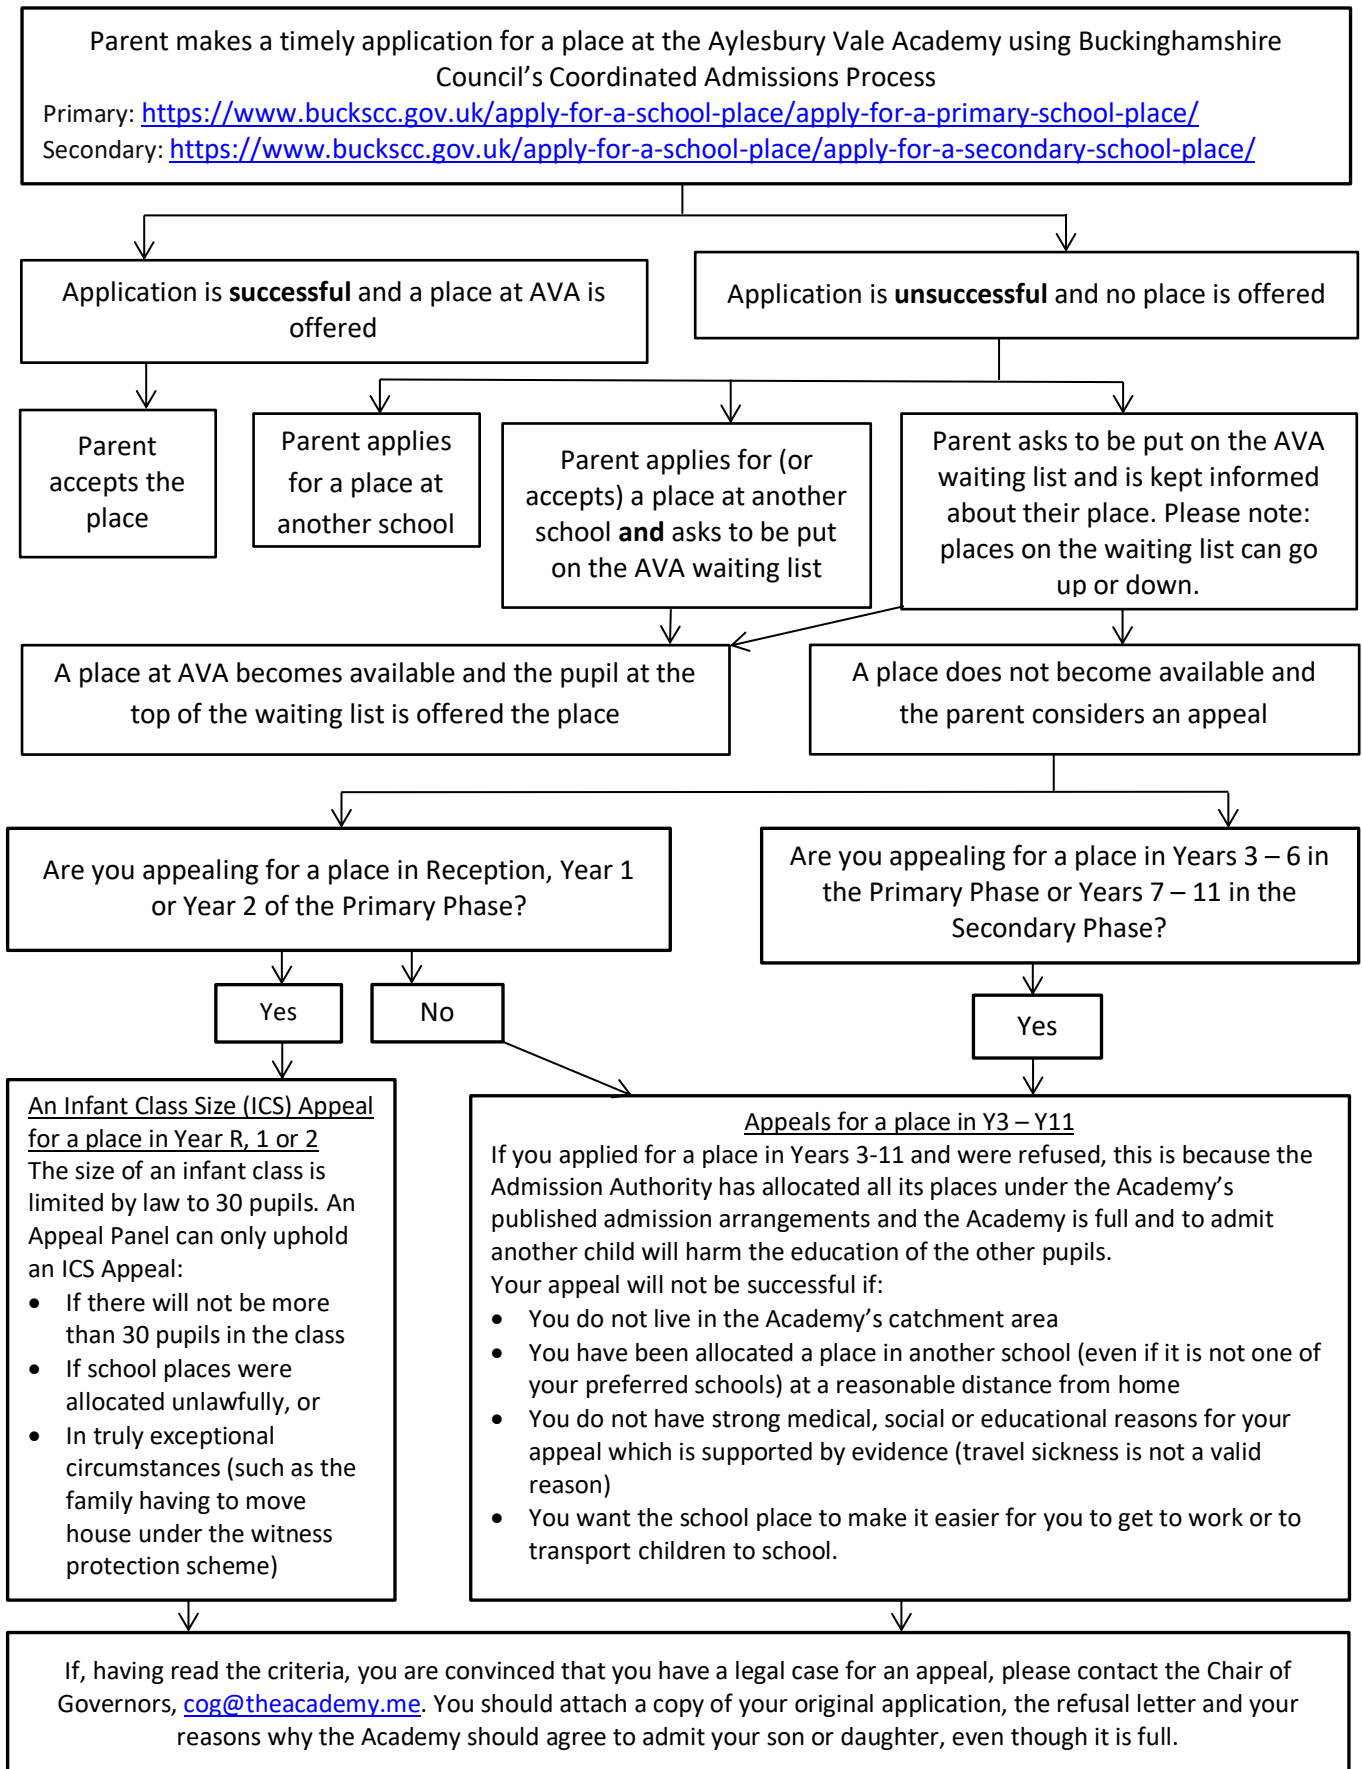 Parent makes a timely application for a place at the Aylesbury Vale Academy using Buckinghamshire
Council's Coordinated Admissions Process
Primary: https://www.buckscc.gov.uk/apply-for-a-school-place/apply-for-a-primary-school-place/
Secondary: https://www.buckscc.gov.uk/apply-for-a-school-place/apply-for-a-secondary-school-place/
Application is successful and a place at AVA is
offered
Application is unsuccessful and no place is offered
Parent
accepts the
place
Parent applies
for a place at
another school
Parent applies for (or
accepts) a place at another
school and asks to be put
on the AVA waiting list
Parent asks to be put on the AVA
waiting list and is kept informed
about their place. Please note:
places on the waiting list can go
up or down.
A place at AVA becomes available and the pupil at the
top of the waiting list is offered the place
A place does not become available and
the parent considers an appeal
Are you appealing for a place in Reception, Year 1
or Year 2 of the Primary Phase?
Are you appealing for a place in Years 3 – 6 in
the Primary Phase or Years 7 – 11 in the
Secondary Phase?
Yes
No
Yes
An Infant Class Size (ICS) Appeal
for a place in Year R, 1 or 2
The size of an infant class is
limited by law to 30 pupils. An
Appeal Panel can only uphold
an ICS Appeal:
• If there will not be more
than 30 pupils in the class
• If school places were
allocated unlawfully, or
• In truly exceptional
circumstances (such as the
family having to move
house under the witness
protection scheme)
Appeals for a place in Y3 – Y11
If you applied for a place in Years 3-11 and were refused, this is because the
Admission Authority has allocated all its places under the Academy's
published admission arrangements and the Academy is full and to admit
another child will harm the education of the other pupils.
Your appeal will not be successful if:
• You do not live in the Academy's catchment area
• You have been allocated a place in another school (even if it is not one of
your preferred schools) at a reasonable distance from home
• You do not have strong medical, social or educational reasons for your
appeal which is supported by evidence (travel sickness is not a valid
reason)
• You want the school place to make it easier for you to get to work or to
transport children to school.
If, having read the criteria, you are convinced that you have a legal case for an appeal, please contact the Chair of
Governors, cog@theacademy.me. You should attach a copy of your original application, the refusal letter and your
reasons why the Academy should agree to admit your son or daughter, even though it is full.